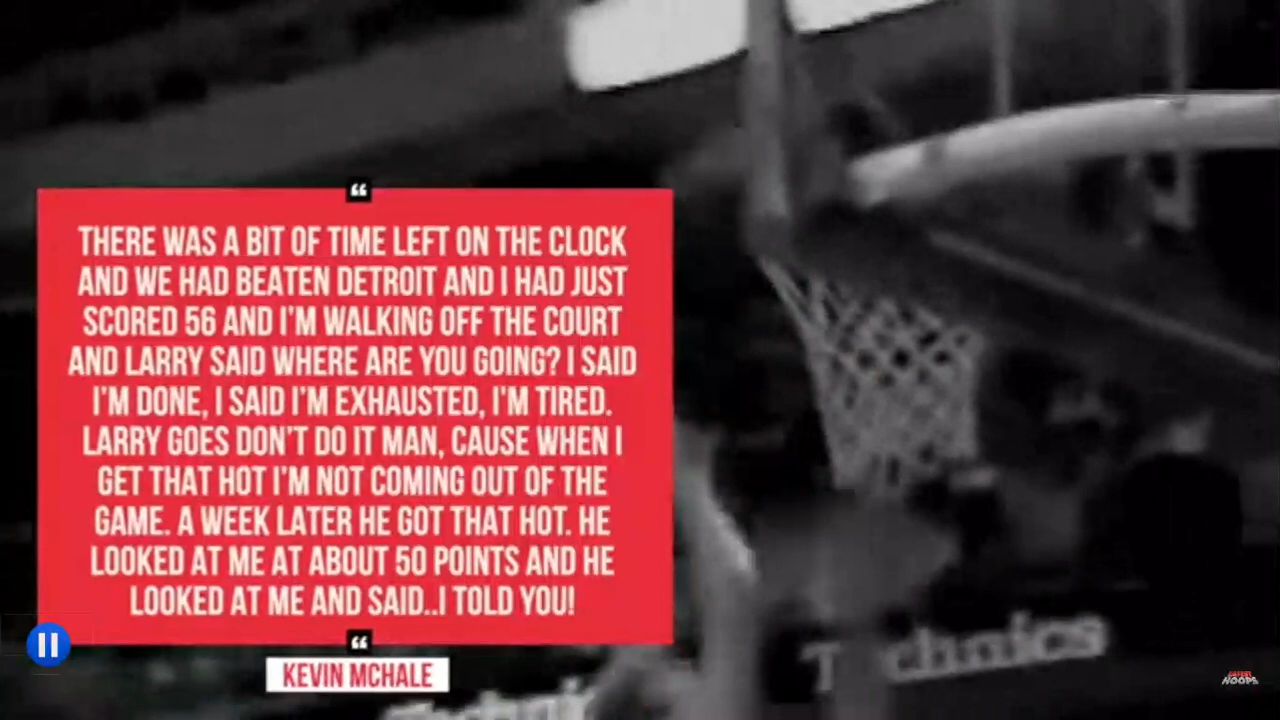 “
THERE WAS A BIT OF TIME LEFT ON THE CLOCK
AND WE HAD BEATEN DETROIT AND I HAD JUST
SCORED 56 AND I'M WALKING OFF THE COURT
AND LARRY SAID WHERE ARE YOU GOING? I SAID
I'M DONE, I SAID I'M EXHAUSTED, I'M TIRED.
LARRY GOES DON'T DO IT MAN, CAUSE WHEN I
GET THAT HOT I'M NOT COMING OUT OF THE
GAME. A WEEK LATER HE GOT THAT HOT. HE
LOOKED AT ME AT ABOUT 50 POINTS AND HE
LOOKED AT ME AND SAID..I TOLD YOU!
“
KEVIN MCHALE
HOOPS